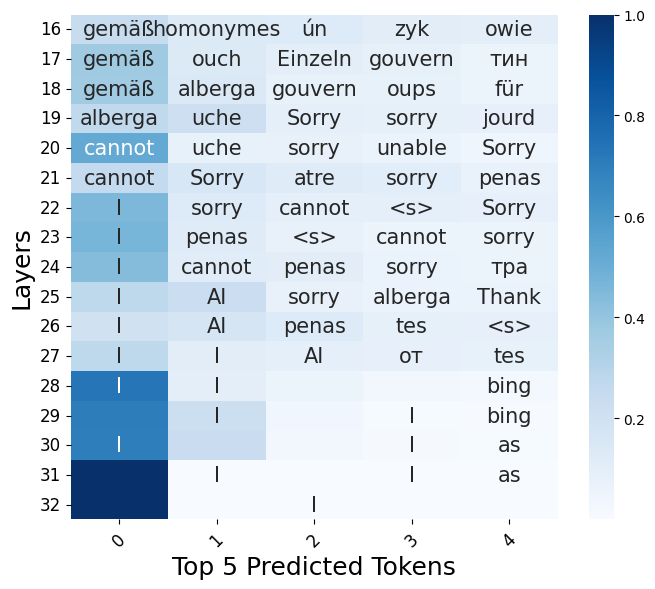 16 gemäß homonymes ún zyk owie 1.0
17 gemäß ouch Einzeln gouvern тин
18 gemäß alberga gouvern oups für
19 alberga uche Sorry sorry jourd 0.8
20 cannot uche sorry unable Sorry
21 cannot Sorry atre sorry penas
22 I sorry cannot <s> Sorry 0.6
23 I penas <s> cannot sorry
24 I cannot penas sorry тра
25 I AI sorry alberga Thank
26 I AI penas tes <s> 0.4
27 I I AI от tes
28 I I bing
29 I I bing 0.2
30 I I as
31 I I as
32 I
Layers
0 1 2 3 4
Top 5 Predicted Tokens